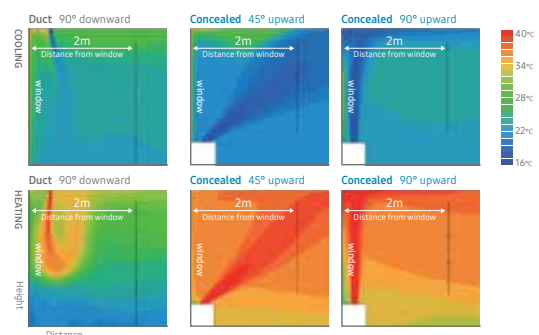 Duct 90° downward
Concealed 45° upward
Concealed 90° upward
COOLING
2m
Distance from window
window
2m
Distance from window
2m
Distance from window
window
40°C
34°C
28°C
22°C
16°C
Duct 90° downward
Concealed 45° upward
Concealed 90° upward
HEATING
2m
Distance from window
window
2m
Distance from window
2m
Distance from window
window
Height
Distance